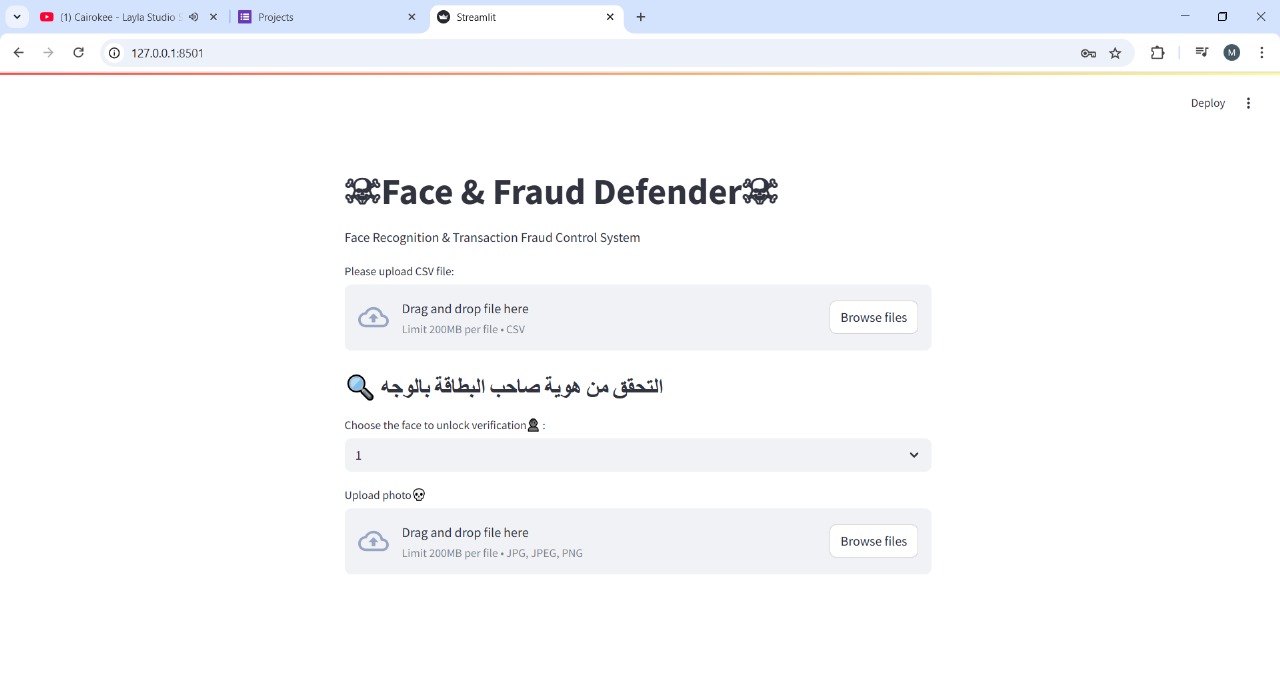 (1) Cairokee - Layla Studio
Projects
Streamlit
127.0.0.1:8501
M
Deploy
☠Face & Fraud Defender☠
Face Recognition & Transaction Fraud Control System
Please upload CSV file:
Drag and drop file here
Limit 200MB per file • CSV
Browse files
التحقق من هوية صاحب البطاقة بالوجه 🔍
Choose the face to unlock verification👤 :
1
Upload photo💀
Drag and drop file here
Limit 200MB per file • JPG, JPEG, PNG
Browse files